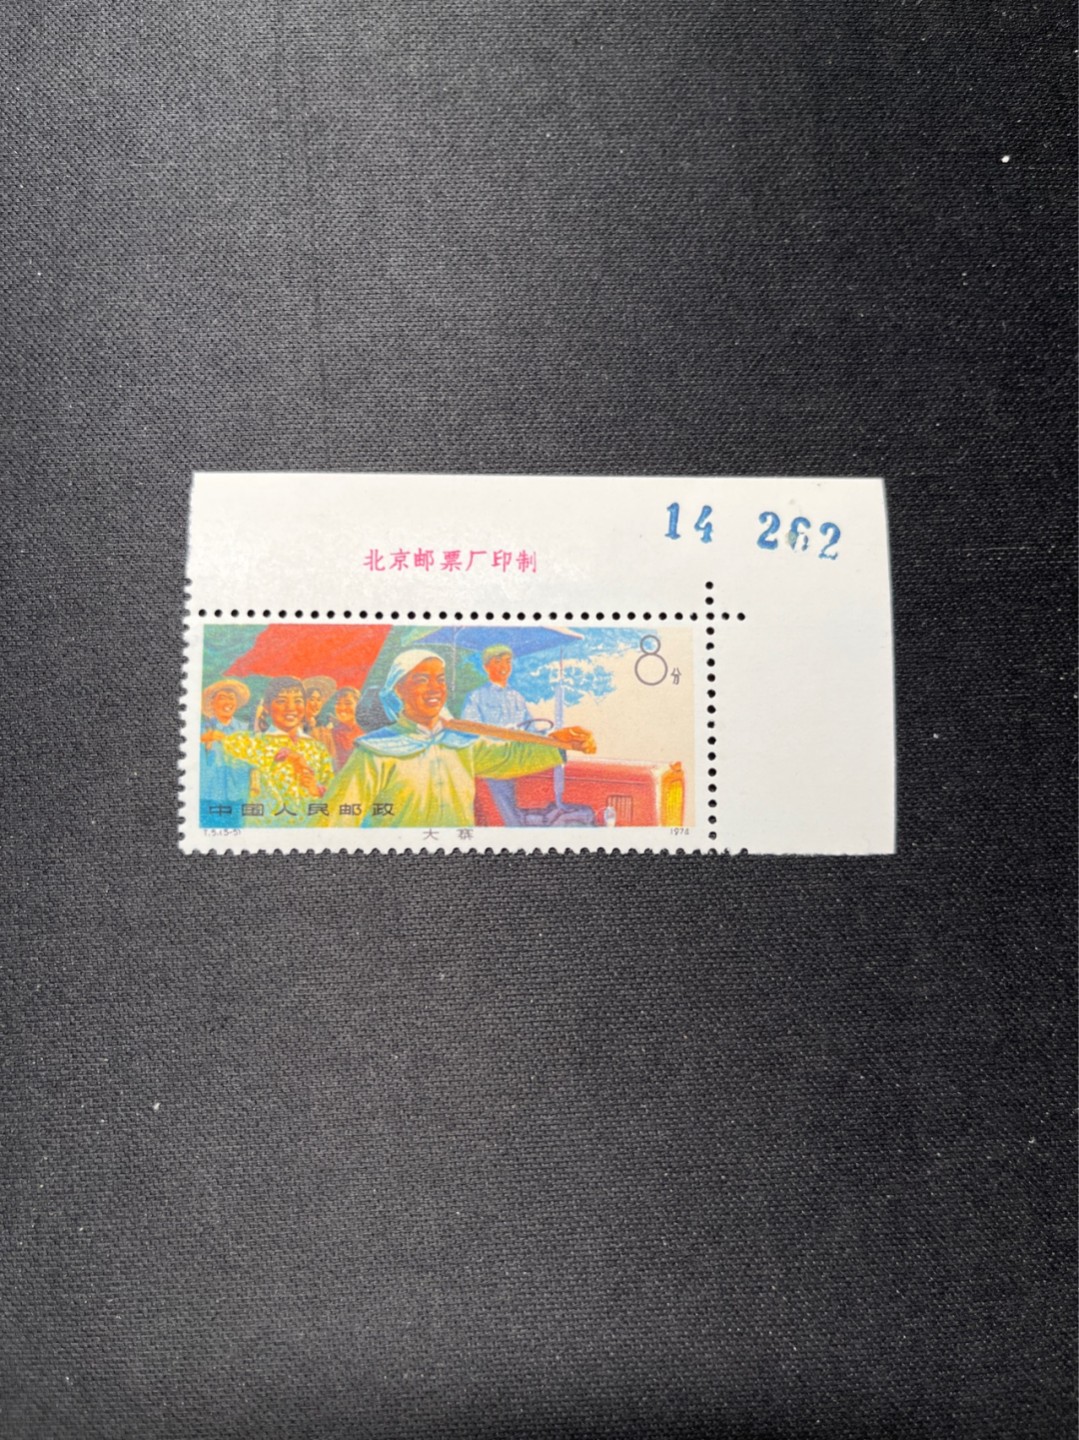 14 262
北京邮票厂印制
8分
中国人民邮政
T.5.(5-5)
大寨
1974